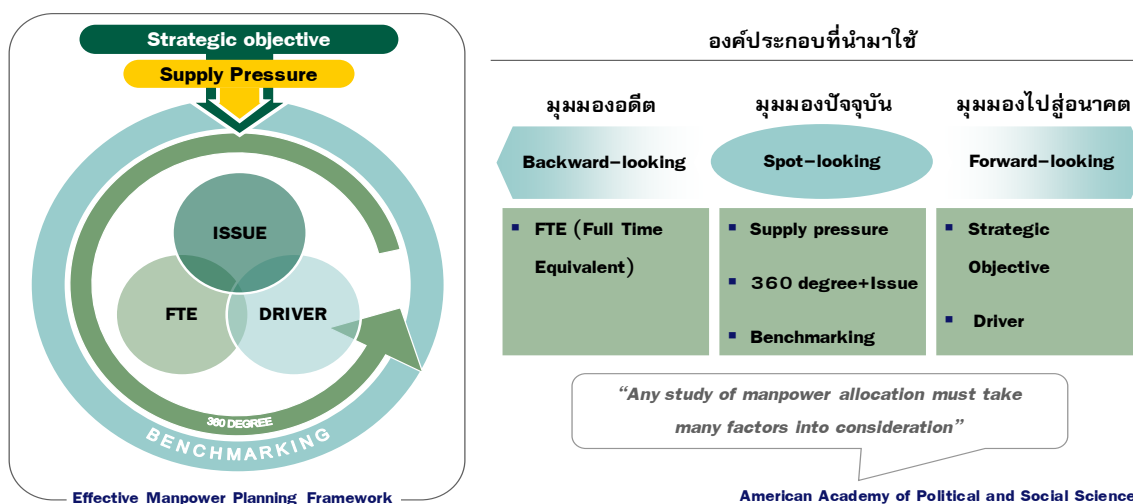 Strategic objective
Supply Pressure
ISSUE
FTE
DRIVER
360 DEGREE
BENCHMARKING
Effective Manpower Planning Framework
องค์ประกอบที่นำมาใช้
มุมมองอดีต
มุมมองปัจจุบัน
มุมมองไปสู่อนาคต
Backward-looking
Spot-looking
Forward-looking
▪ FTE (Full Time
Equivalent)
▪ Supply pressure
▪ 360 degree+Issue
▪ Benchmarking
▪ Strategic
Objective
▪ Driver
“Any study of manpower allocation must take
many factors into consideration”
American Academy of Political and Social Science